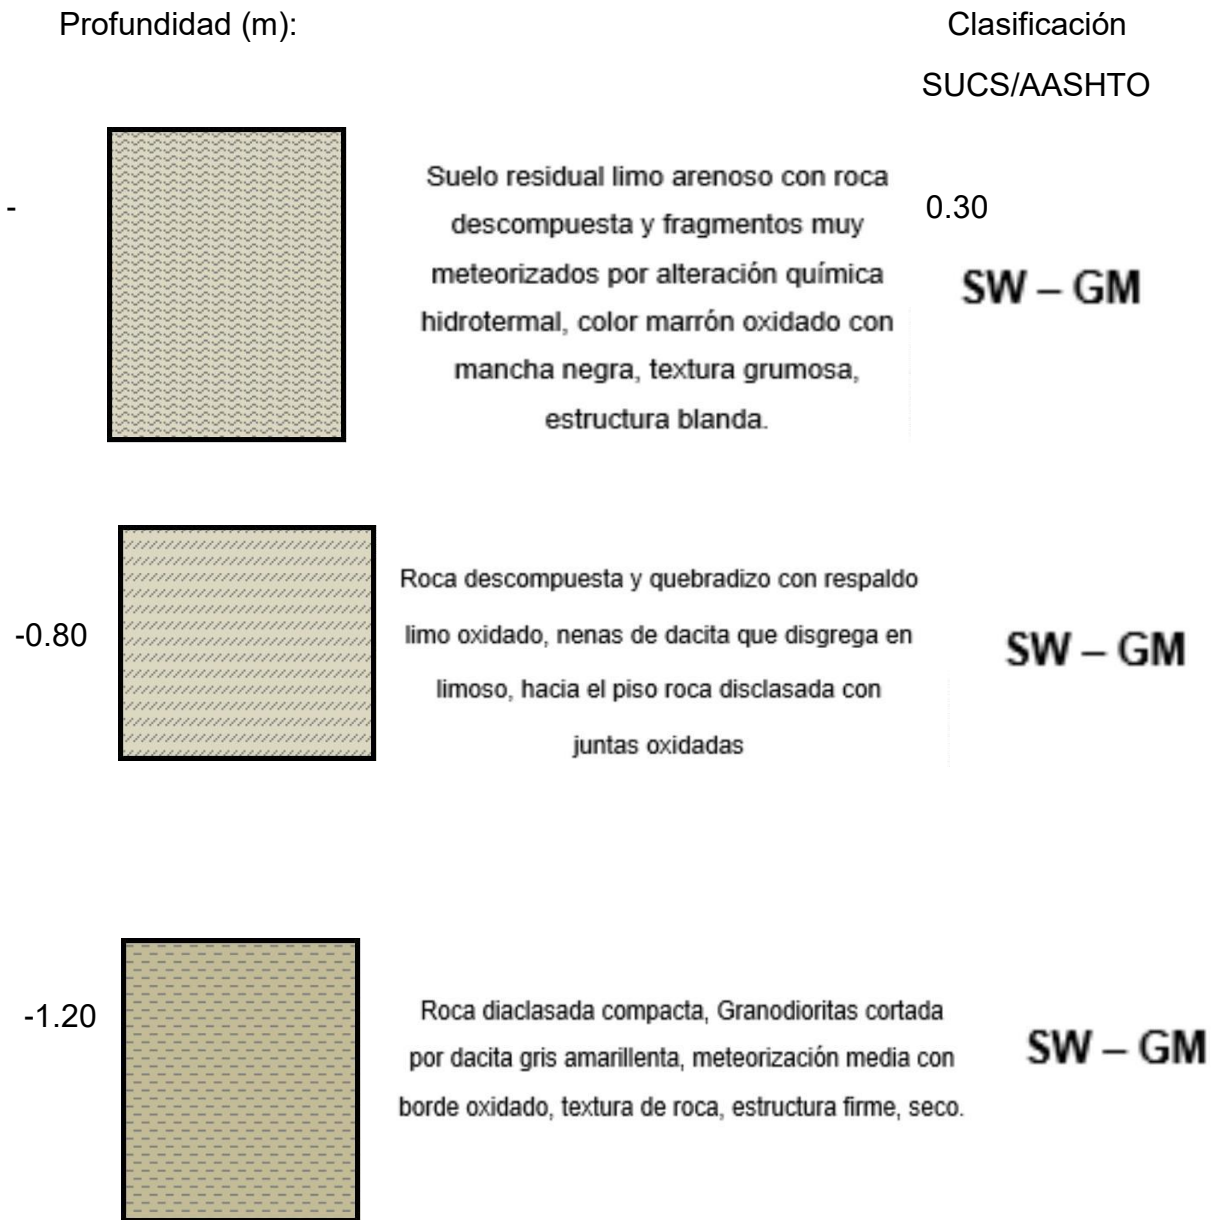 Profundidad (m):
Clasificación
SUCS/AASHTO
-
Suelo residual limo arenoso con roca
descompuesta y fragmentos muy
meteorizados por alteración química
hidrotermal, color marrón oxidado con
mancha negra, textura grumosa,
estructura blanda.
0.30
SW – GM
-0.80
Roca descompuesta y quebradizo con respaldo
limo oxidado, nenas de dacita que disgrega en
limoso, hacia el piso roca disclasada con
juntas oxidadas
SW – GM
-1.20
Roca diaclasada compacta, Granodioritas cortada
por dacita gris amarillenta, meteorización media con
borde oxidado, textura de roca, estructura firme, seco.
SW – GM